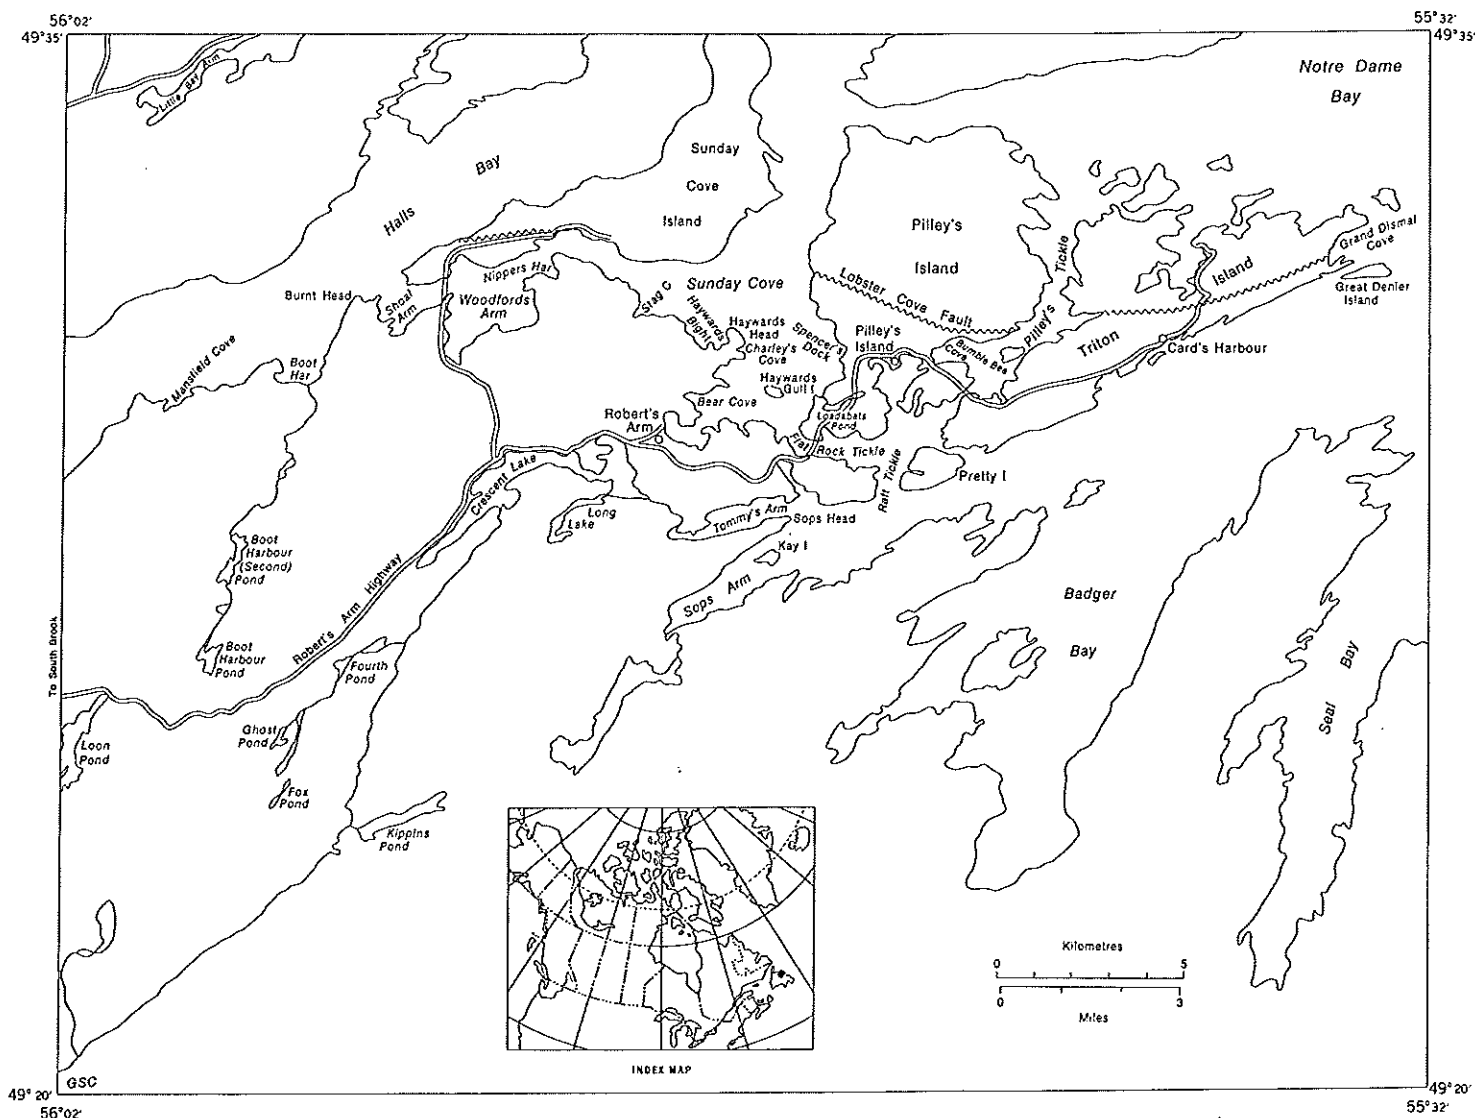 56°02'
55°32'
49°35'
49°35'
Notre Dame
Bay
Little Bay Arm
Bay
Halls
Sunday
Cove
Island
Pilley's
Island
Tickle
Pilley's
Grand Dismal
Cove
Great Denier
Island
Island
Triton
Nippers Har
Burnt Head
Shoal
Arm
Woodfords
Arm
Stag C
Sunday Cove
Lobster Cove Fault
Haywards
Bight
Haywards
Head
Charley's Dock
Cove
Spencer's
Pilley's
Island
Bumble Bee
Cove
Card's Harbour
Mansfield Cove
Boot
Har
Haywards
Gull I
Bear Cove
Loadabats
Pond
Robert's
Arm
Flat
Rock Tickle
Raft Tickle
Pretty I
Crescent Lake
Long
Lake
Tommy's Arm
Sops Head
Kay I
Sops Arm
Boot
Harbour
(Second)
Pond
Robert's Arm Highway
Badger
Bay
Seal Bay
To South Brook
Boot
Harbour
Pond
Fourth
Pond
Ghost
Pond
Loon
Pond
Fox
Pond
Kippins
Pond
Kilometres
0 5
0 3
Miles
INDEX MAP
GSC
49°20'
49°20'
56°02'
55°32'